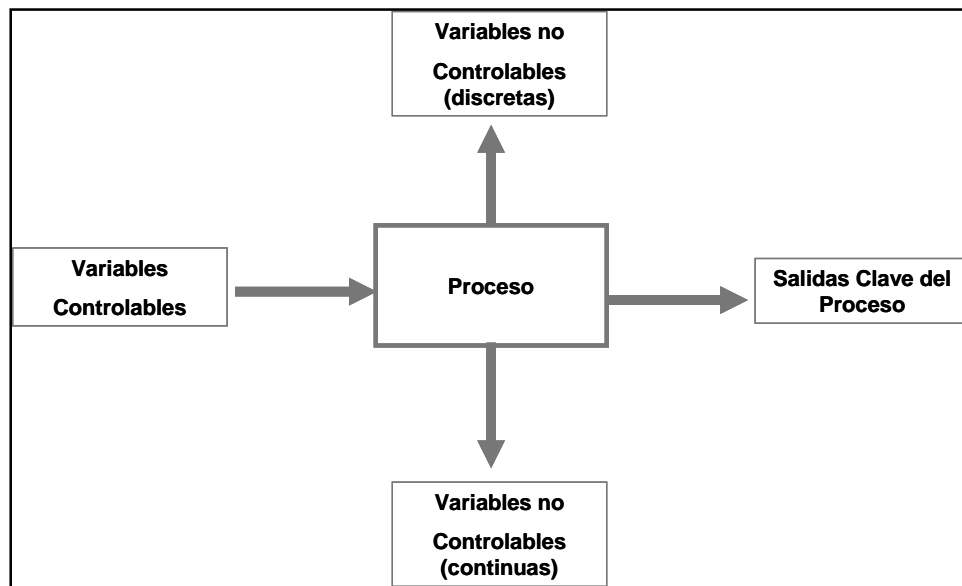 Variables no
Controlables
(discretas)
Variables
Controlables
Proceso
Salidas Clave del
Proceso
Variables no
Controlables
(continuas)